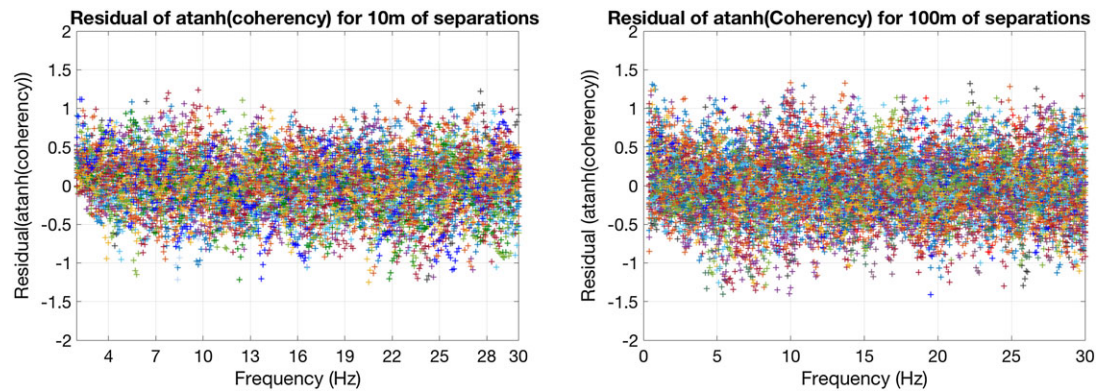 Residual of atanh(coherency) for 10m of separations
2
1.5
1
0.5
0
-0.5
-1
-1.5
-2
Residual(atanh(coherency))
4 7 10 13 16 19 22 25 28 30
Frequency (Hz)
Residual of atanh(Coherency) for 100m of separations
2
1.5
1
0.5
0
-0.5
-1
-1.5
-2
Residual (atanh(coherency))
0 5 10 15 20 25 30
Frequency (Hz)